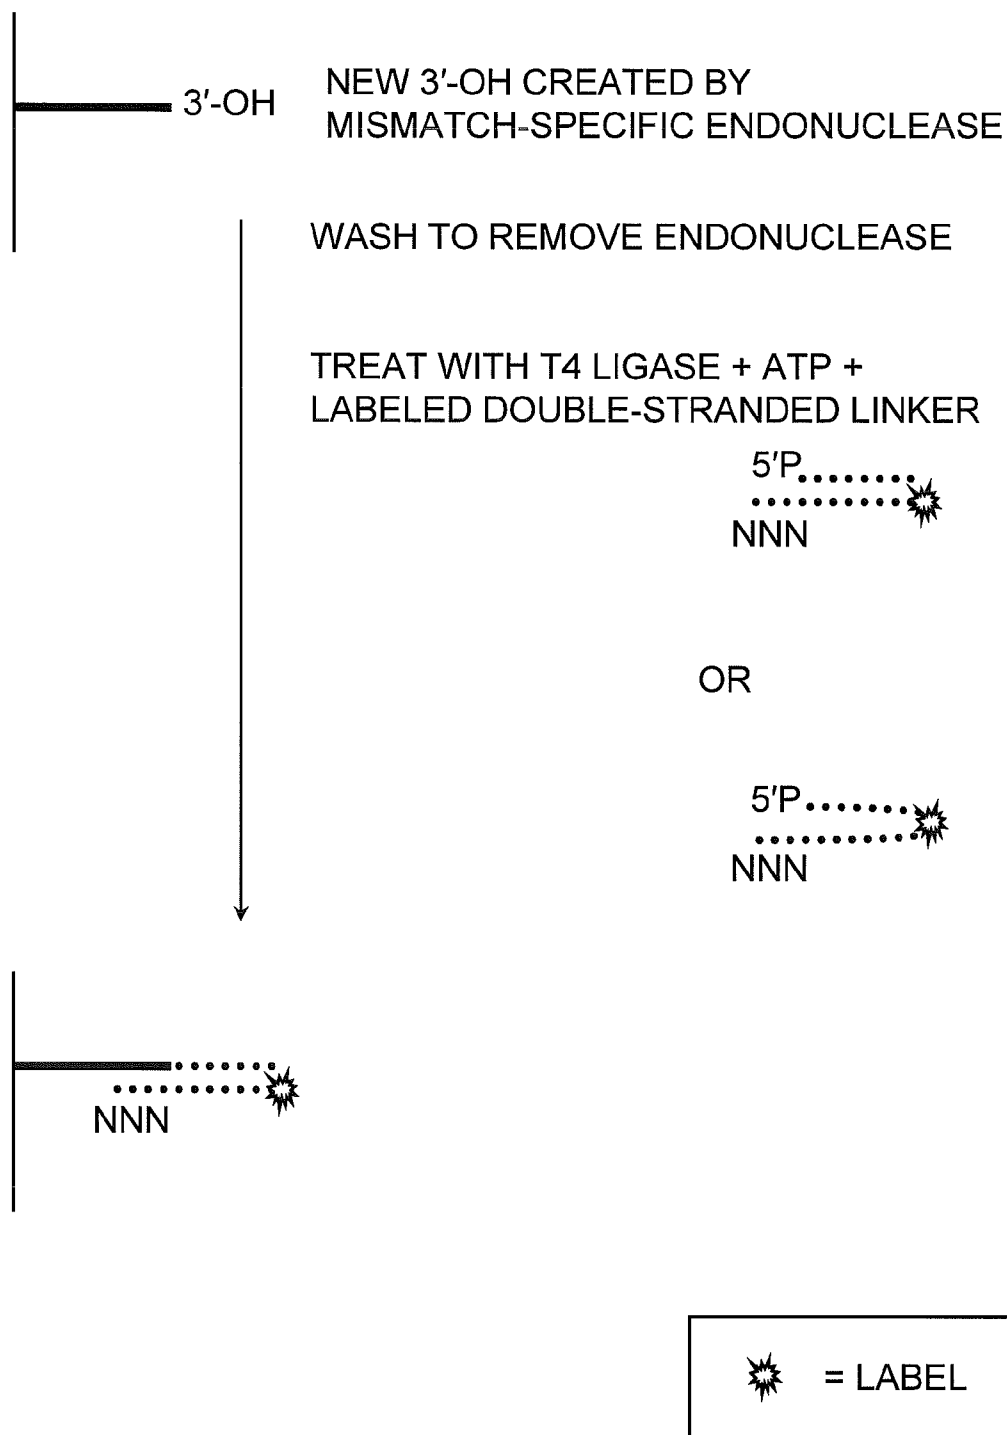 3′-OH
NEW 3′-OH CREATED BY
MISMATCH-SPECIFIC ENDONUCLEASE
WASH TO REMOVE ENDONUCLEASE
TREAT WITH T4 LIGASE + ATP +
LABELED DOUBLE-STRANDED LINKER
5′P
NNN
OR
5′P
NNN
NNN
= LABEL